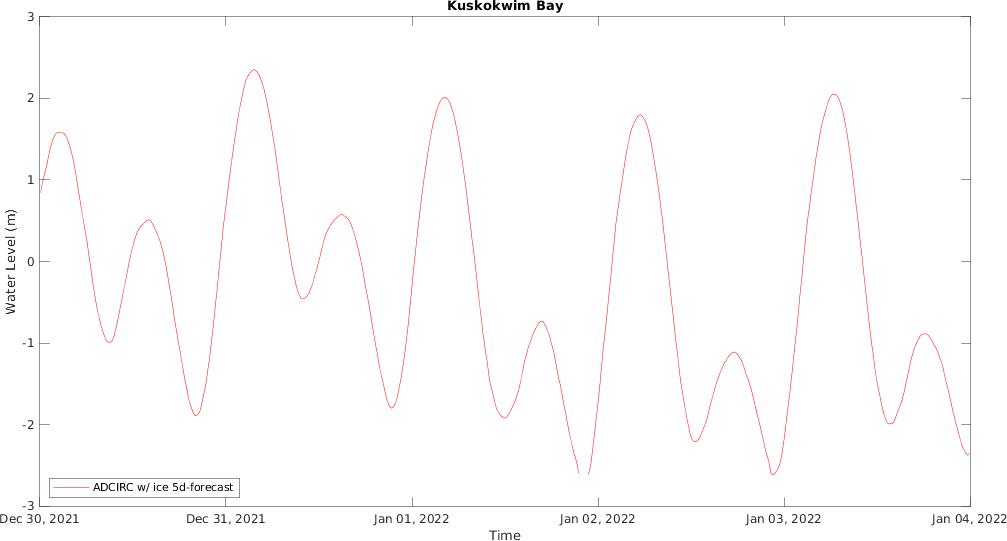 Kuskokwim Bay
3
2
1
0
-1
-2
-3
Water Level (m)
ADCIRC w/ ice 5d-forecast
Dec 30, 2021 Dec 31, 2021 Jan 01, 2022 Jan 02, 2022 Jan 03, 2022 Jan 04, 2022
Time